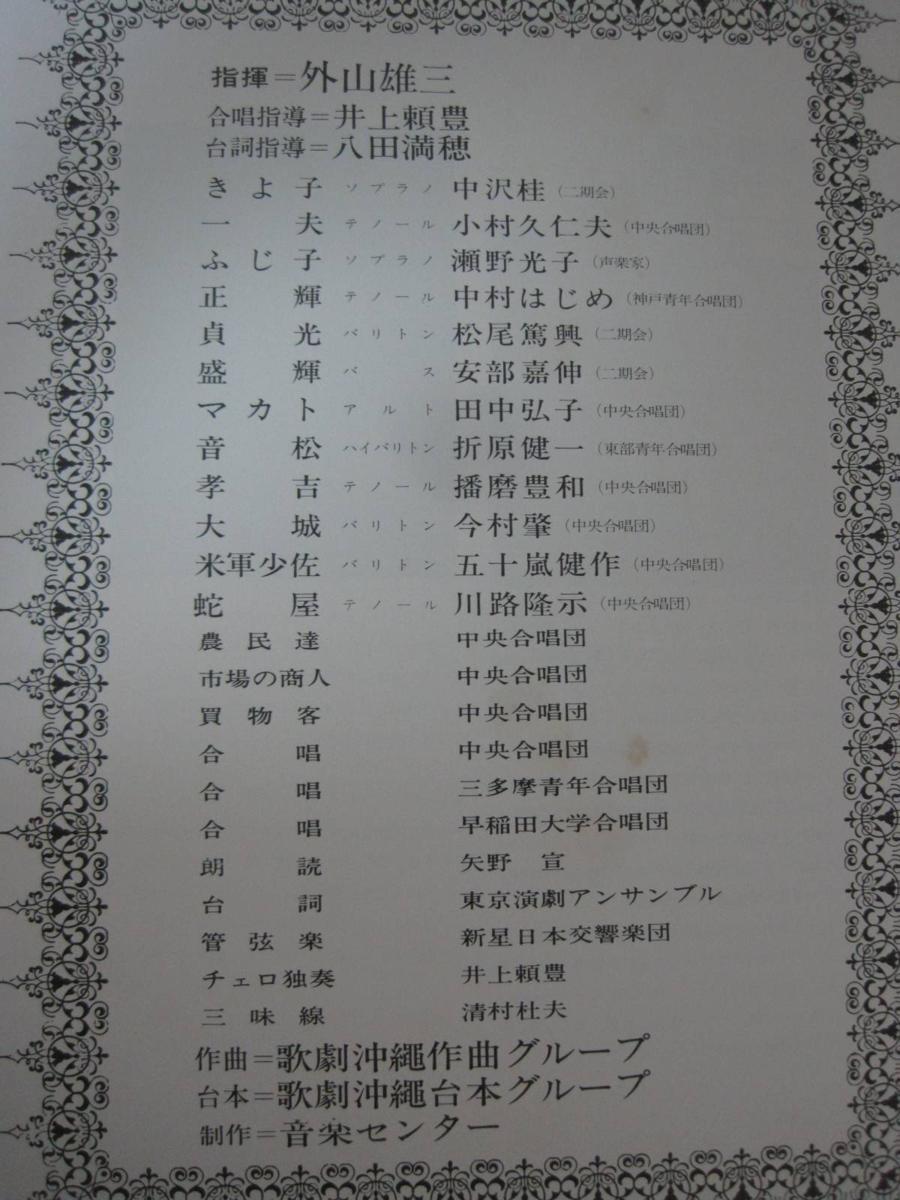 指揮＝外山雄三
合唱指導＝井上頼豊
台詞指導＝八田満穂
きよ子 ソプラノ 中沢桂（二期会）
一夫 テノール 小村久仁夫（中央合唱団）
ふじ子 ソプラノ 瀬野光子（声楽家）
正輝 テノール 中村はじめ（神戸青年合唱団）
貞光 バリトン 松尾篤興（二期会）
盛輝 バス 安部嘉伸（二期会）
マカト アルト 田中弘子（中央合唱団）
音松 ハイバリトン 折原健一（東部青年合唱団）
孝吉 テノール 播磨豊和（中央合唱団）
大城 バリトン 今村肇（中央合唱団）
米軍少佐 バリトン 五十嵐健作（中央合唱団）
蛇屋 テノール 川路隆示（中央合唱団）
農民達 中央合唱団
市場の商人 中央合唱団
買物客 中央合唱団
合唱 中央合唱団
合唱 三多摩青年合唱団
合唱 早稲田大学合唱団
朗読 矢野宣
台詞 東京演劇アンサンブル
管弦楽 新星日本交響楽団
チェロ独奏 井上頼豊
三味線 清村杜夫
作曲＝歌劇沖繩作曲グループ
台本＝歌劇沖繩台本グループ
制作＝音楽センター